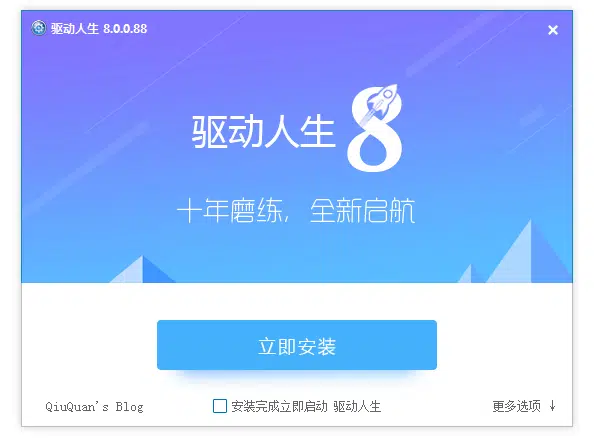 驱动人生 8.0.0.88
驱动人生 8
十年磨练，全新启航
立即安装
QiuQuan's Blog
安装完成立即启动 驱动人生
更多选项 ↓